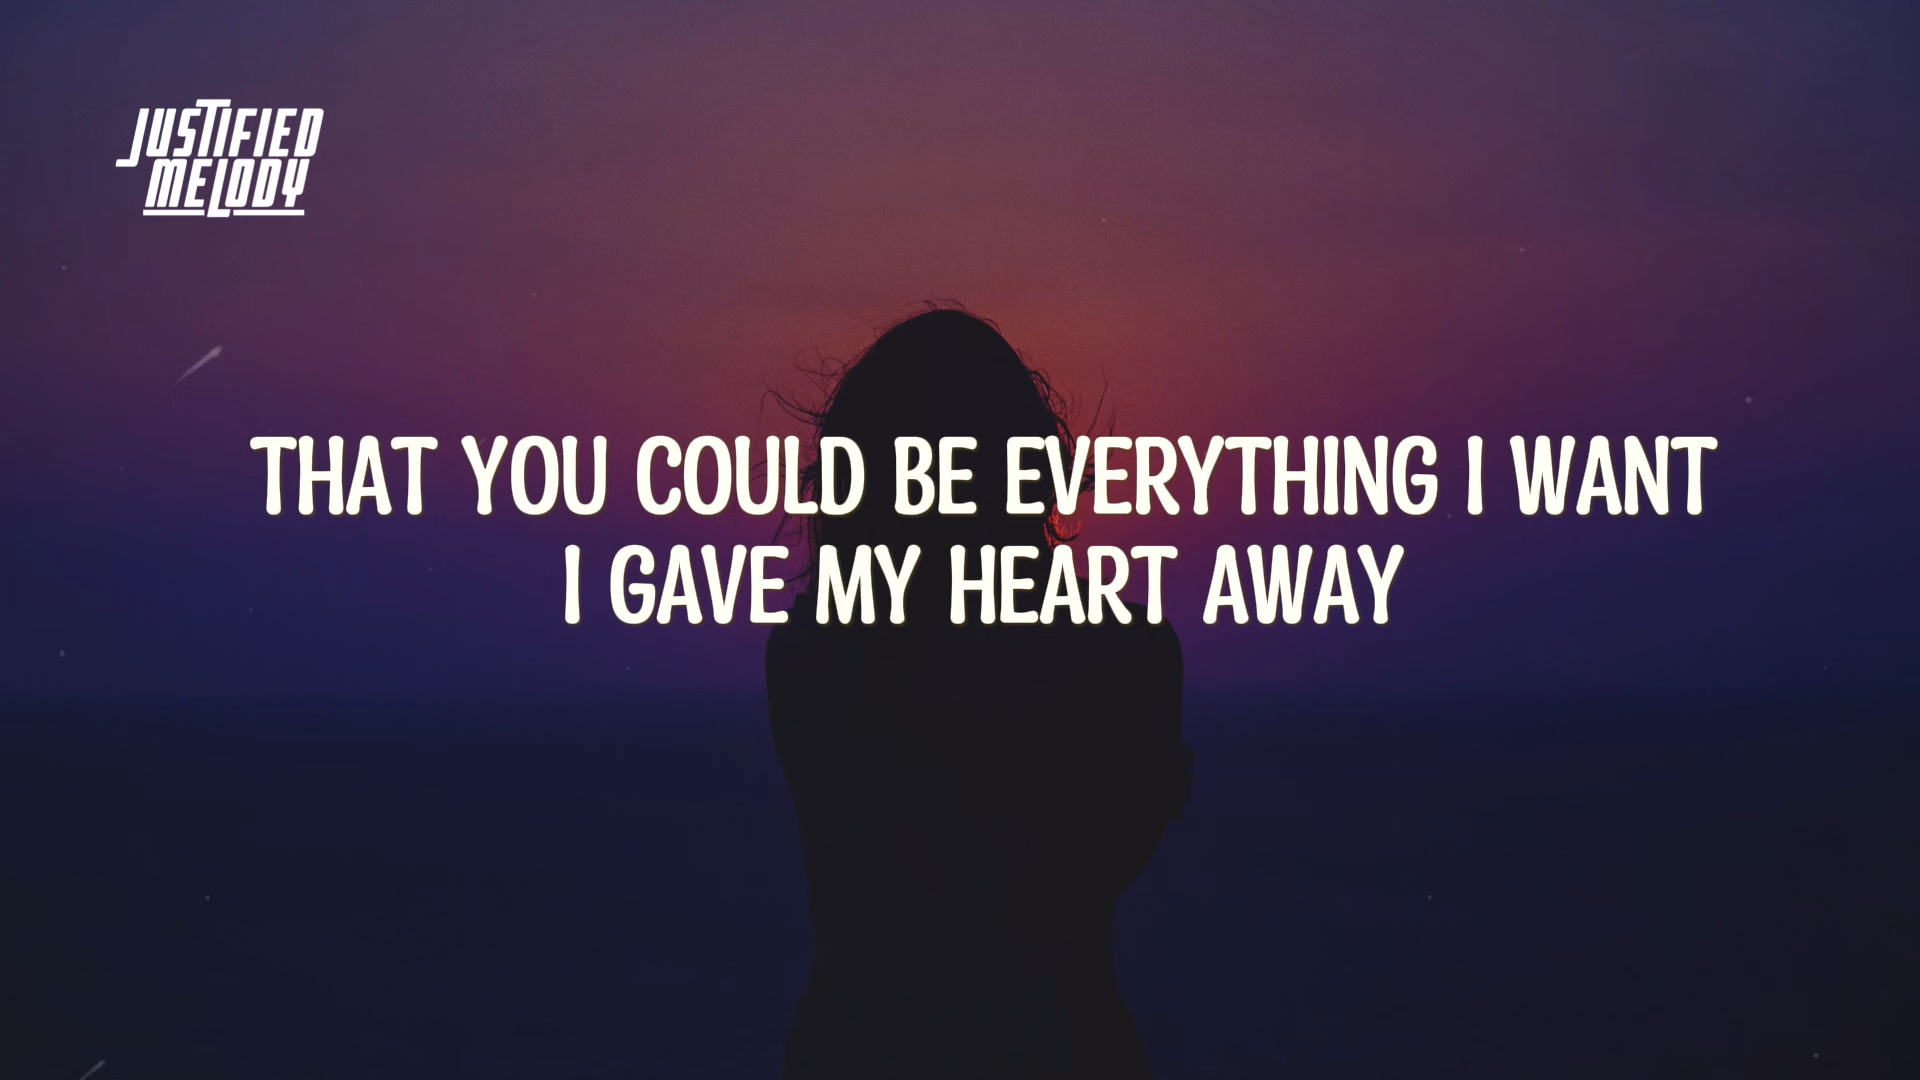 JUSTIFIED
MELODY
THAT YOU COULD BE EVERYTHING I WANT
I GAVE MY HEART AWAY